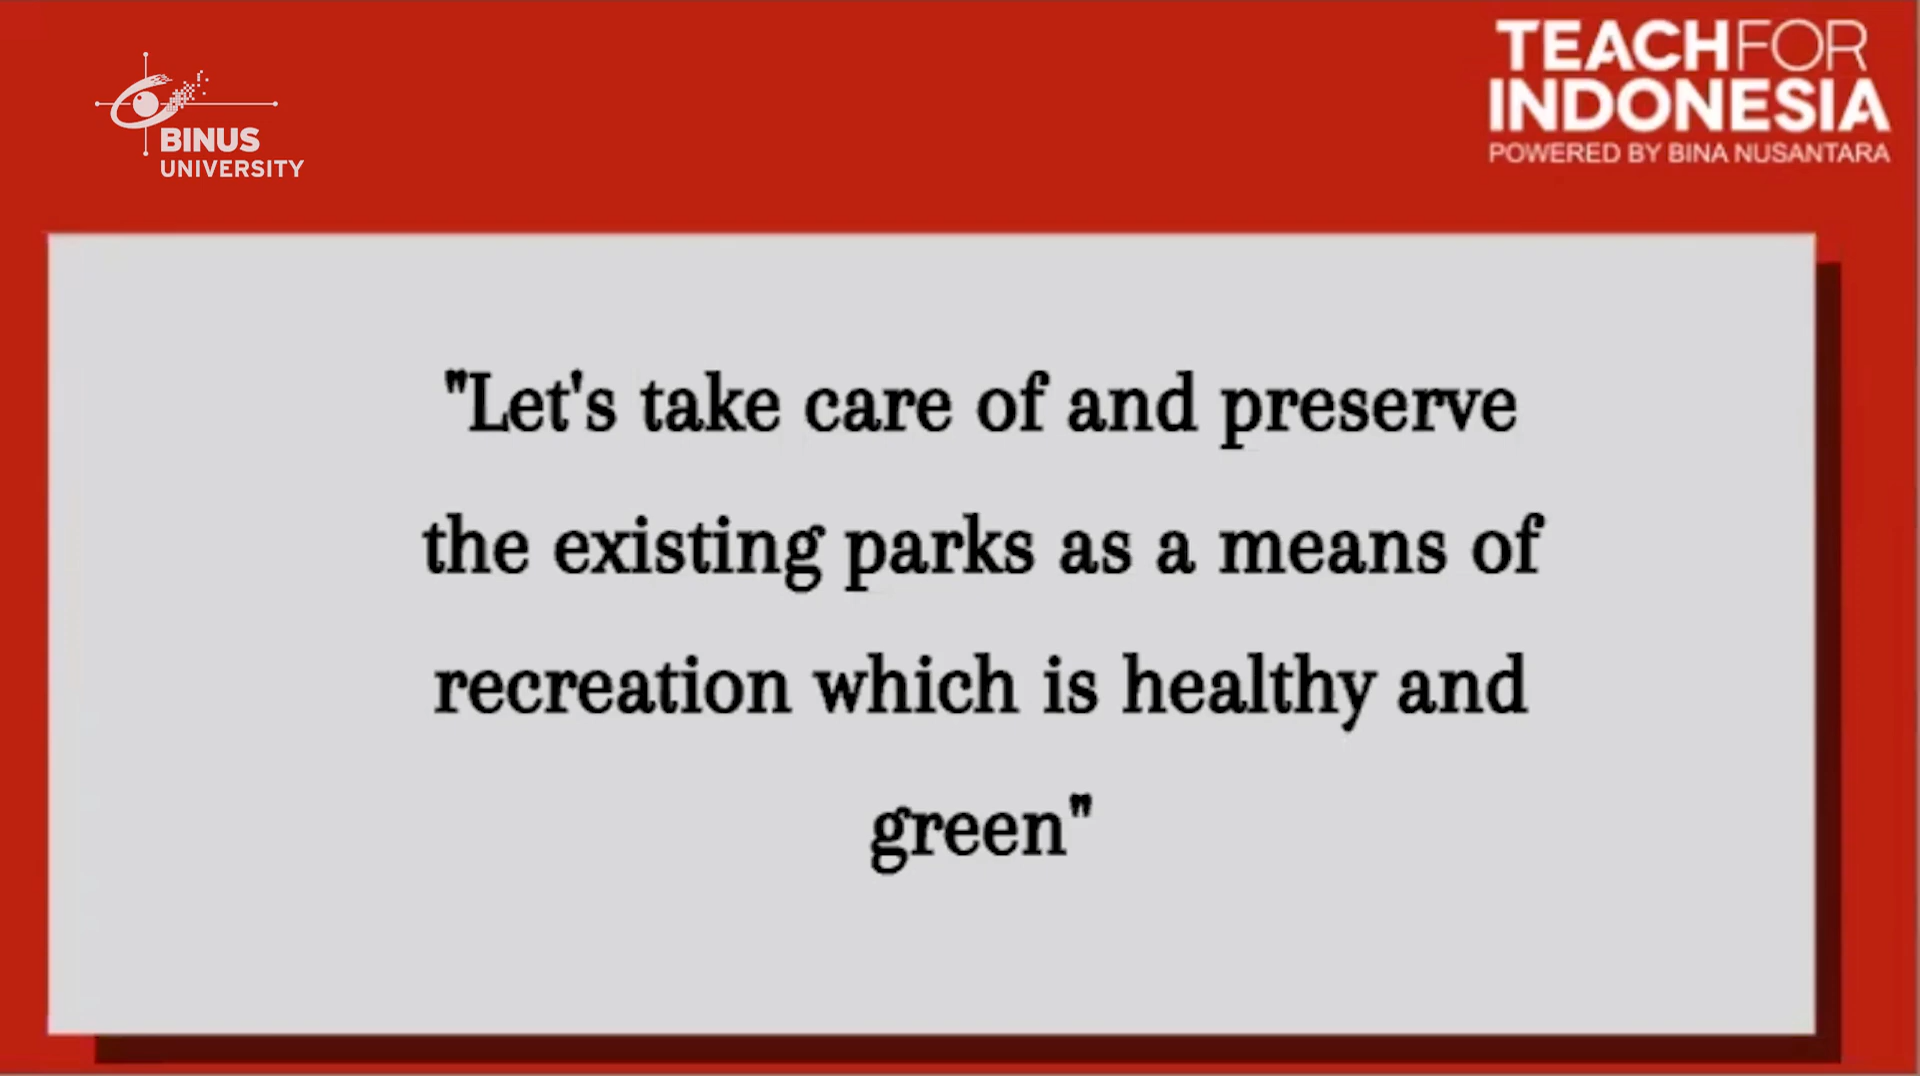 BINUS
UNIVERSITY
TEACHFOR
INDONESIA
POWERED BY BINA NUSANTARA
"Let's take care of and preserve
the existing parks as a means of
recreation which is healthy and
green"